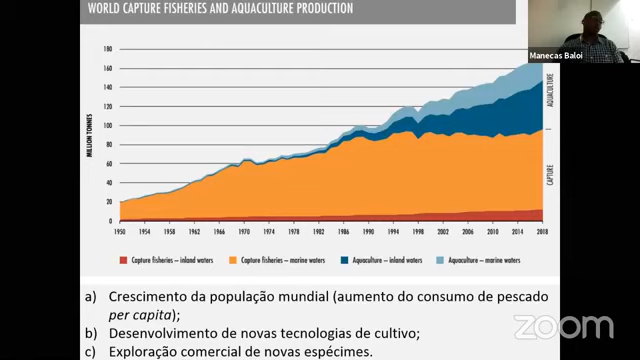 WORLD CAPTURE FISHERIES AND AQUACULTURE PRODUCTION
Manecas Baloi
180
160
140
120
100
80
60
40
20
0
MILLION TONNES
AQUACULTURE
CAPTURE
1950 1954 1958 1962 1966 1970 1974 1978 1982 1986 1990 1994 1998 2002 2006 2010 2014 2018
Capture fisheries – inland waters Capture fisheries – marine waters Aquaculture – inland waters Aquaculture – marine waters
a) Crescimento da população mundial (aumento do consumo de pescado
per capita);
b) Desenvolvimento de novas tecnologias de cultivo;
c) Exploração comercial de novas espécimes.
zoom